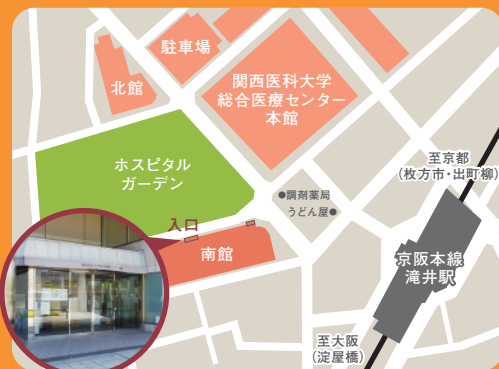 駐車場
北館
関西医科大学
総合医療センター
本館
ホスピタル
ガーデン
至京都
(枚方市・出町柳)
●調剤薬局
うどん屋●
入口
南館
京阪本線
滝井駅
至大阪
(淀屋橋)